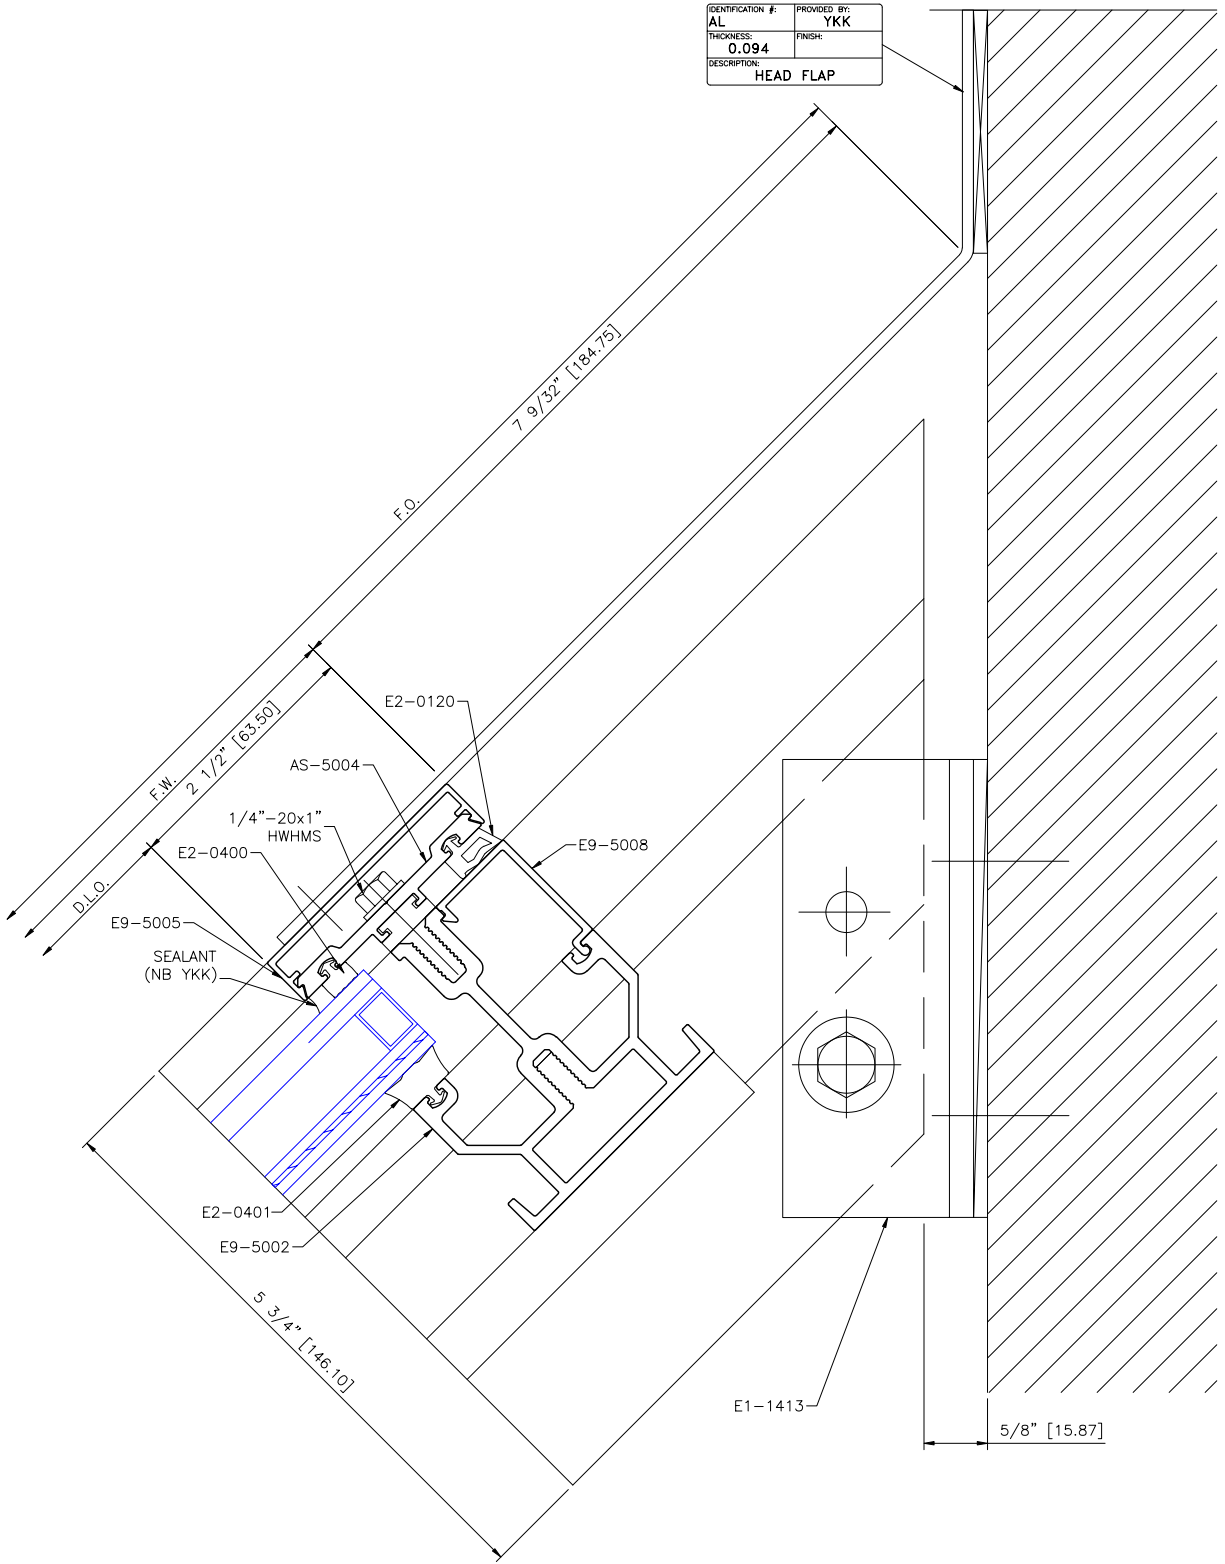 IDENTIFICATION #:
AL
PROVIDED BY:
YKK
THICKNESS:
0.094
FINISH:
DESCRIPTION:
HEAD FLAP
7 9/32" [184.75]
F.O.
E2-0120
2 1/2" [63.50]
F.W.
AS-5004
1/4"-20x1"
HWHMS
E9-5008
E2-0400
D.L.O.
E9-5005
SEALANT
(NB YKK)
E2-0401
E9-5002
5 3/4" [146.10]
E1-1413
5/8" [15.87]